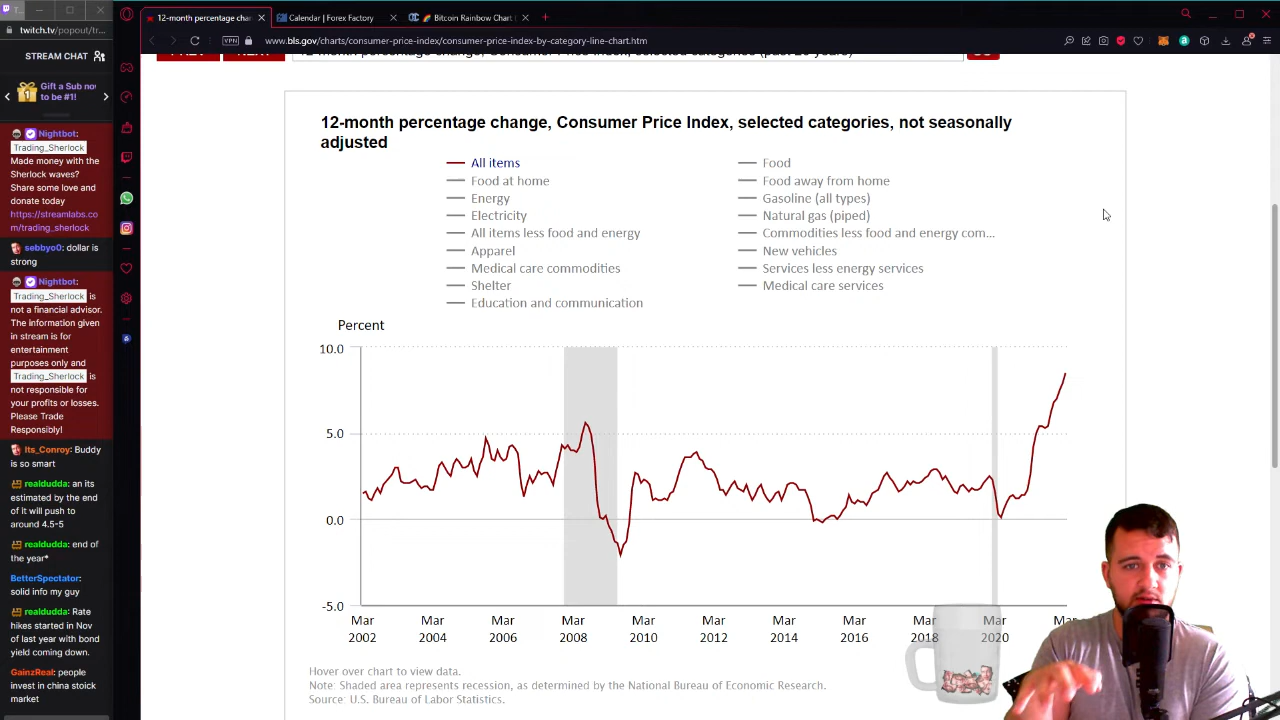 12-month percentage chan
Calendar | Forex Factory
Bitcoin Rainbow Chart
twitch.tv/popout/tr...
VPN
www.bls.gov/charts/consumer-price-index/consumer-price-index-by-category-line-chart.htm
STREAM CHAT
Gift a Sub now
to be #1!
Nightbot:
Trading_Sherlock
Made money with the
Sherlock waves?
Share some love and
donate today
https://streamlabs.co
m/trading_sherlock
sebbyo0: dollar is
strong
Nightbot:
Trading_Sherlock is
not a financial advisor.
The information given
in stream is for
entertainment
purposes only and
Trading_Sherlock is
not responsible for
your profits or losses.
Please Trade
Responsibly!
Its_Conroy: Buddy
is so smart
realdudda: an its
estimated by the end
of it will push to
around 4.5-5
realdudda: end of
the year*
BetterSpectator:
solid info my guy
realdudda: Rate
hikes started in Nov
of last year with bond
yield coming down.
GainzReal: people
invest in china stoick
market
12-month percentage change, Consumer Price Index, selected categories, not seasonally
adjusted
All items
Food
Food at home
Food away from home
Energy
Gasoline (all types)
Electricity
Natural gas (piped)
All items less food and energy
Commodities less food and energy com...
Apparel
New vehicles
Medical care commodities
Services less energy services
Shelter
Medical care services
Education and communication
Percent
10.0
5.0
0.0
-5.0
Mar Mar Mar Mar Mar Mar Mar Mar Mar Mar
2002 2004 2006 2008 2010 2012 2014 2016 2018 2020
Hover over chart to view data.
Note: Shaded area represents recession, as determined by the National Bureau of Economic Research.
Source: U.S. Bureau of Labor Statistics.